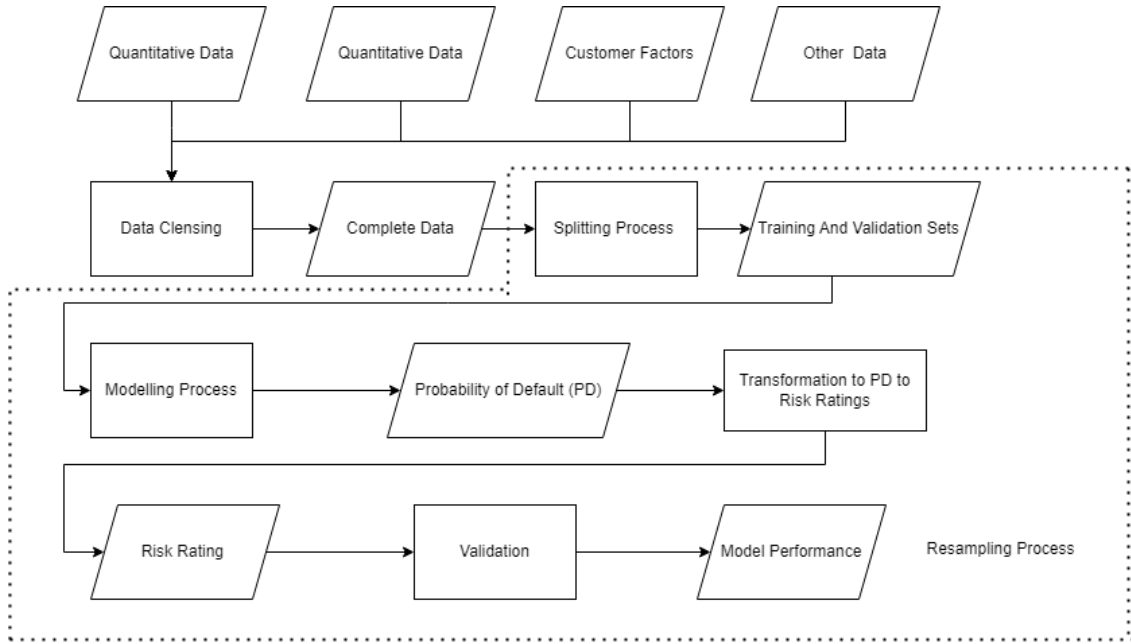 Quantitative Data
Quantitative Data
Customer Factors
Other Data
Data Clensing
Complete Data
Splitting Process
Training And Validation Sets
Modelling Process
Probability of Default (PD)
Transformation to PD to
Risk Ratings
Risk Rating
Validation
Model Performance
Resampling Process